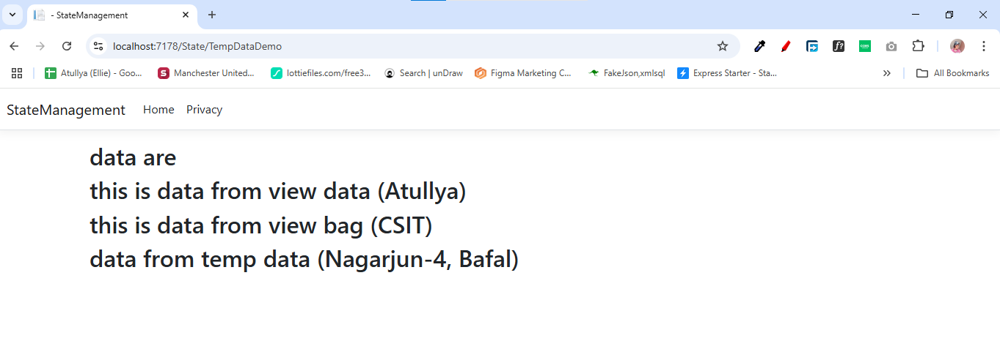 - StateManagement
localhost:7178/State/TempDataDemo
Atullya (Ellie) - Goo...
Manchester United...
lottiefiles.com/free3...
Search | unDraw
Figma Marketing C...
FakeJson,xmlsql
Express Starter - Sta...
All Bookmarks
StateManagement Home Privacy
data are
this is data from view data (Atullya)
this is data from view bag (CSIT)
data from temp data (Nagarjun-4, Bafal)